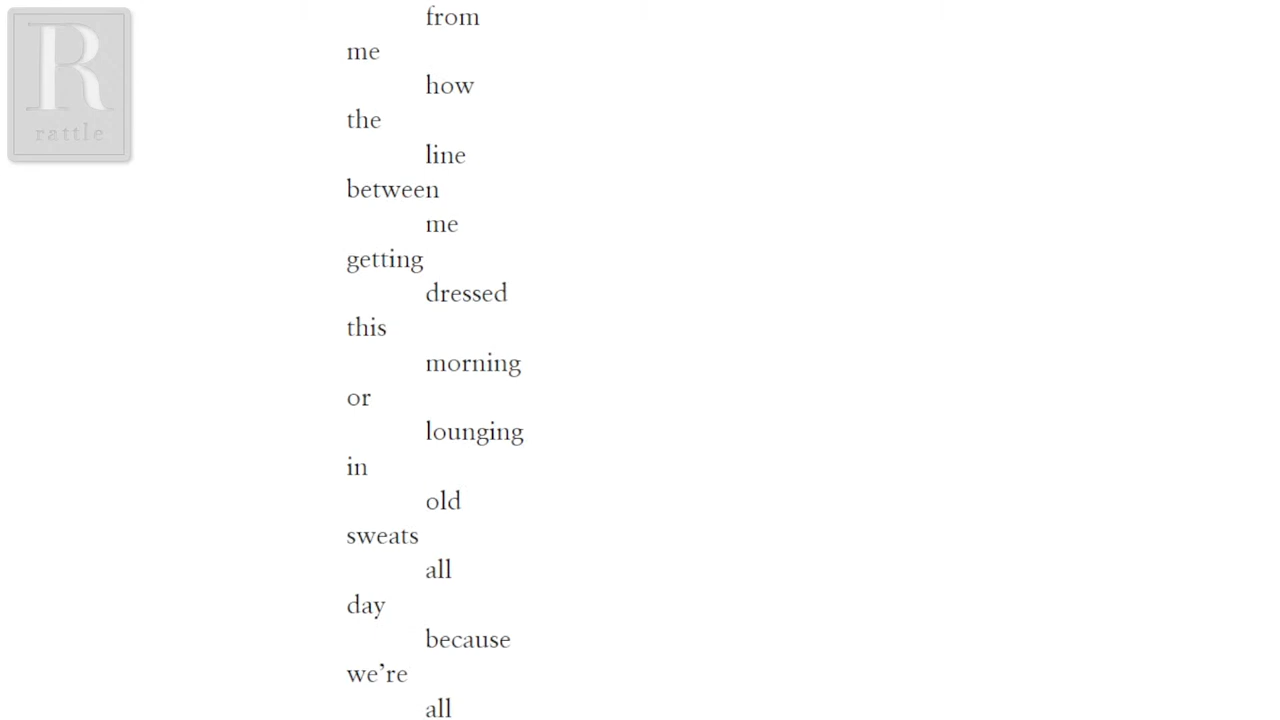 R
rattle
from
me
how
the
line
between
me
getting
dressed
this
morning
or
lounging
in
old
sweats
all
day
because
we’re
all